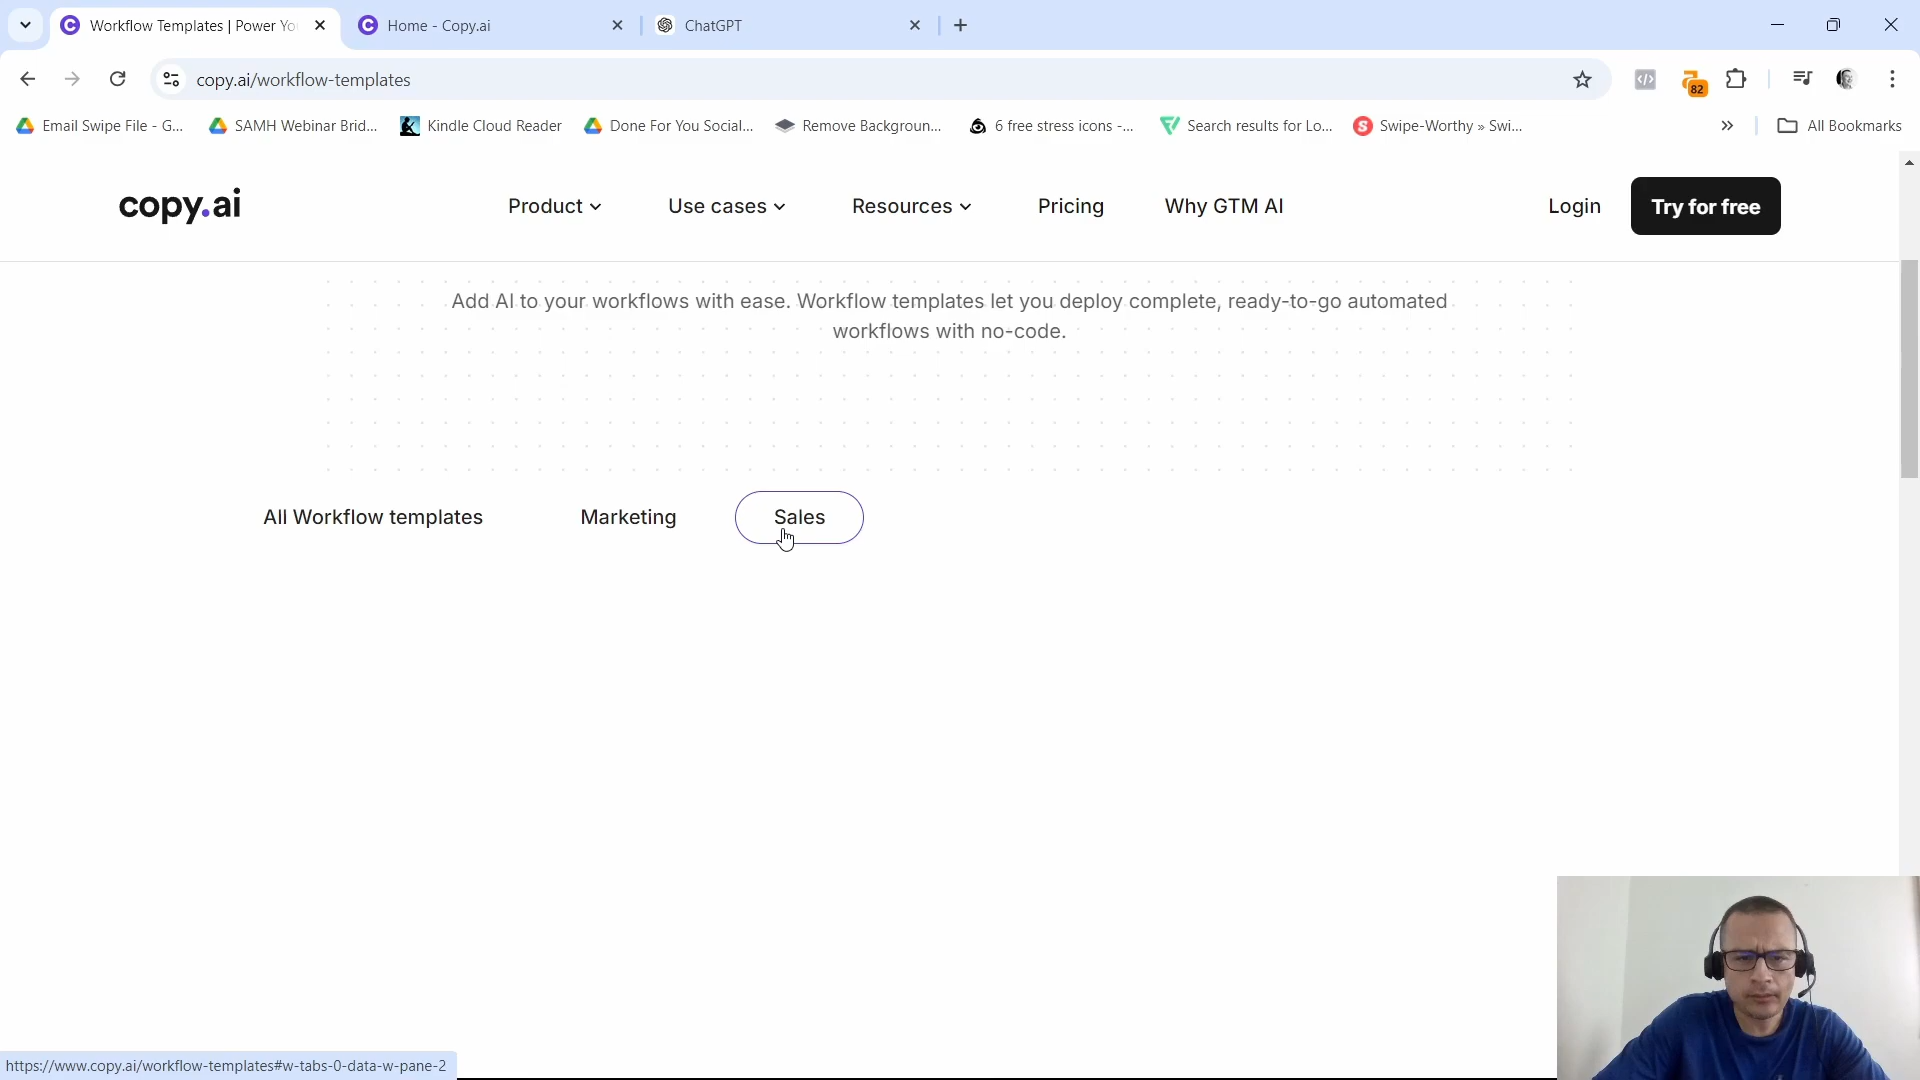 Workflow Templates | Power Yo
Home - Copy.ai
ChatGPT
copy.ai/workflow-templates
82
Email Swipe File - G...
SAMH Webinar Brid...
Kindle Cloud Reader
Done For You Social...
Remove Backgroun...
6 free stress icons -...
Search results for Lo...
Swipe-Worthy » Swi...
All Bookmarks
copy.ai
Product
Use cases
Resources
Pricing
Why GTM AI
Login
Try for free
Add AI to your workflows with ease. Workflow templates let you deploy complete, ready-to-go automated
workflows with no-code.
All Workflow templates
Marketing
Sales
https://www.copy.ai/workflow-templates#w-tabs-0-data-w-pane-2